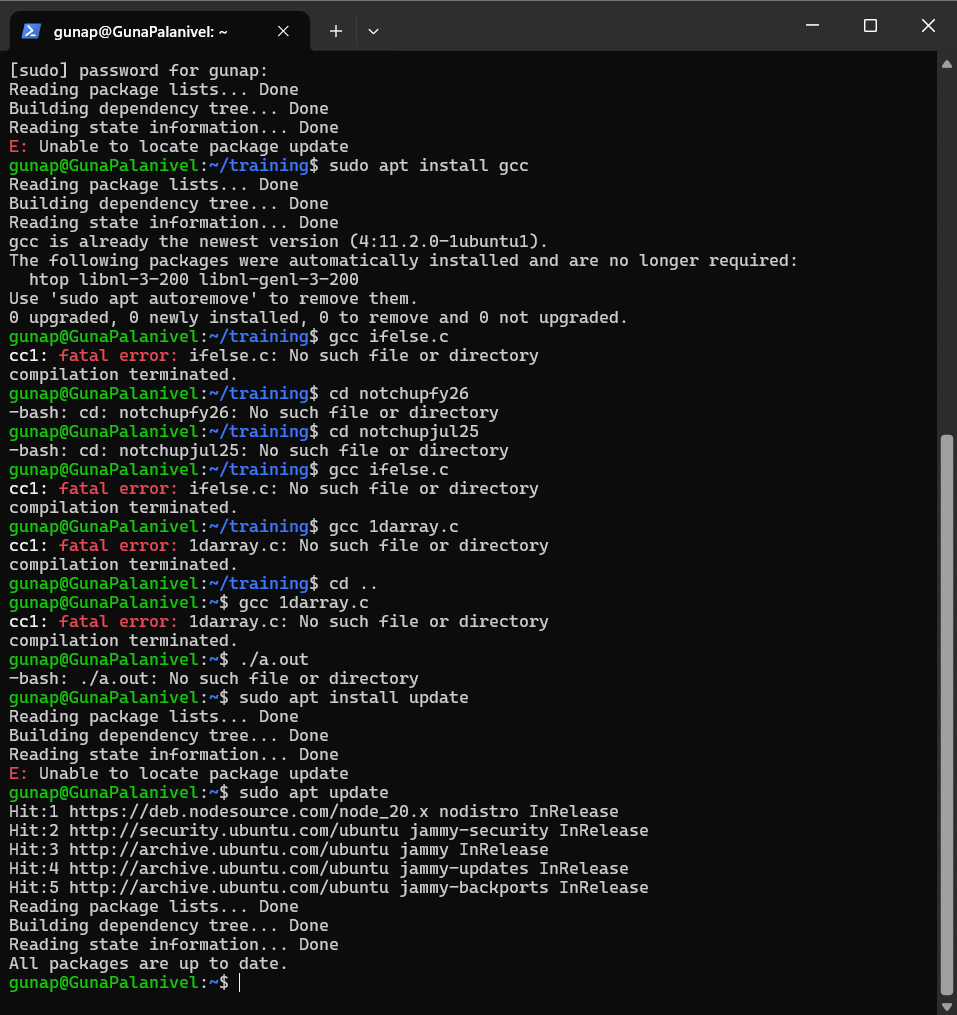 gunap@GunaPalanivel: ~
[sudo] password for gunap:
Reading package lists... Done
Building dependency tree... Done
Reading state information... Done
E: Unable to locate package update
gunap@GunaPalanivel:~/training$ sudo apt install gcc
Reading package lists... Done
Building dependency tree... Done
Reading state information... Done
gcc is already the newest version (4:11.2.0-1ubuntu1).
The following packages were automatically installed and are no longer required:
  htop libnl-3-200 libnl-genl-3-200
Use 'sudo apt autoremove' to remove them.
0 upgraded, 0 newly installed, 0 to remove and 0 not upgraded.
gunap@GunaPalanivel:~/training$ gcc ifelse.c
cc1: fatal error: ifelse.c: No such file or directory
compilation terminated.
gunap@GunaPalanivel:~/training$ cd notchupfy26
-bash: cd: notchupfy26: No such file or directory
gunap@GunaPalanivel:~/training$ cd notchupjul25
-bash: cd: notchupjul25: No such file or directory
gunap@GunaPalanivel:~/training$ gcc ifelse.c
cc1: fatal error: ifelse.c: No such file or directory
compilation terminated.
gunap@GunaPalanivel:~/training$ gcc 1darray.c
cc1: fatal error: 1darray.c: No such file or directory
compilation terminated.
gunap@GunaPalanivel:~/training$ cd ..
gunap@GunaPalanivel:~$ gcc 1darray.c
cc1: fatal error: 1darray.c: No such file or directory
compilation terminated.
gunap@GunaPalanivel:~$ ./a.out
-bash: ./a.out: No such file or directory
gunap@GunaPalanivel:~$ sudo apt install update
Reading package lists... Done
Building dependency tree... Done
Reading state information... Done
E: Unable to locate package update
gunap@GunaPalanivel:~$ sudo apt update
Hit:1 https://deb.nodesource.com/node_20.x nodistro InRelease
Hit:2 http://security.ubuntu.com/ubuntu jammy-security InRelease
Hit:3 http://archive.ubuntu.com/ubuntu jammy InRelease
Hit:4 http://archive.ubuntu.com/ubuntu jammy-updates InRelease
Hit:5 http://archive.ubuntu.com/ubuntu jammy-backports InRelease
Reading package lists... Done
Building dependency tree... Done
Reading state information... Done
All packages are up to date.
gunap@GunaPalanivel:~$